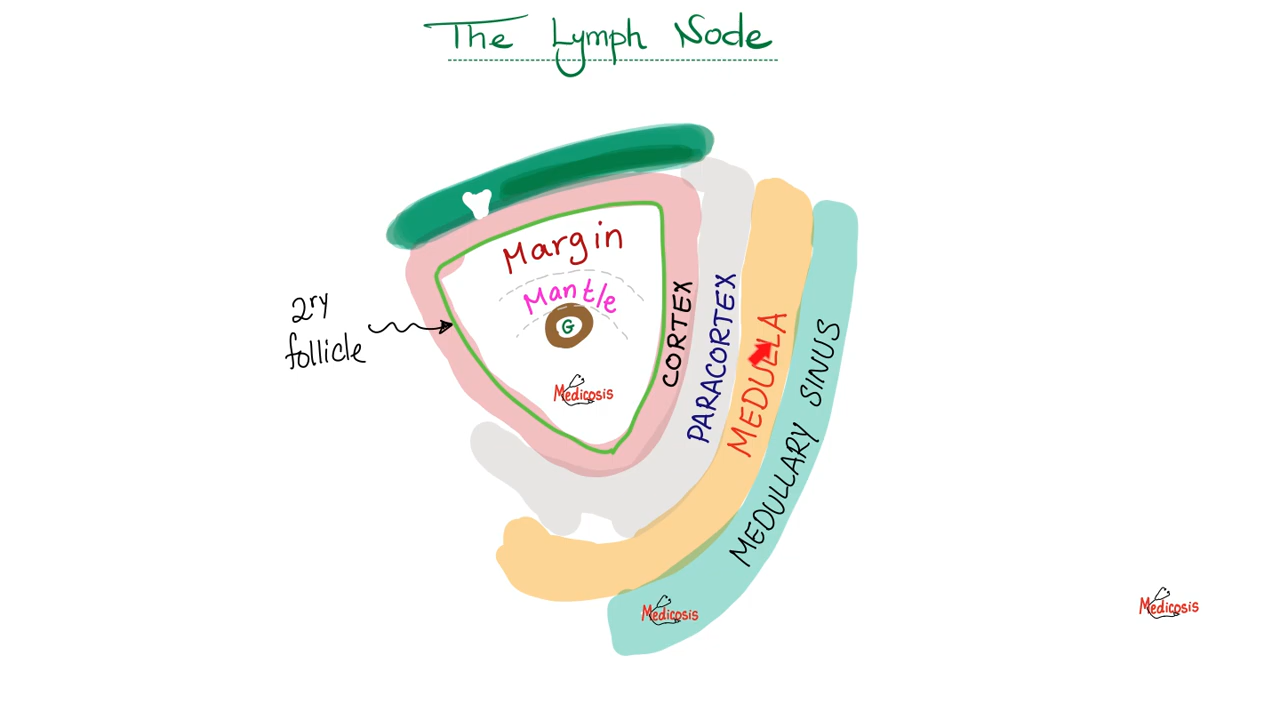 The Lymph Node
Margin
Mantle
G
2ry
follicle
CORTEX
PARACORTEX
MEDULLA
MEDULLARY SINUS
Medicosis
Medicosis
Medicosis